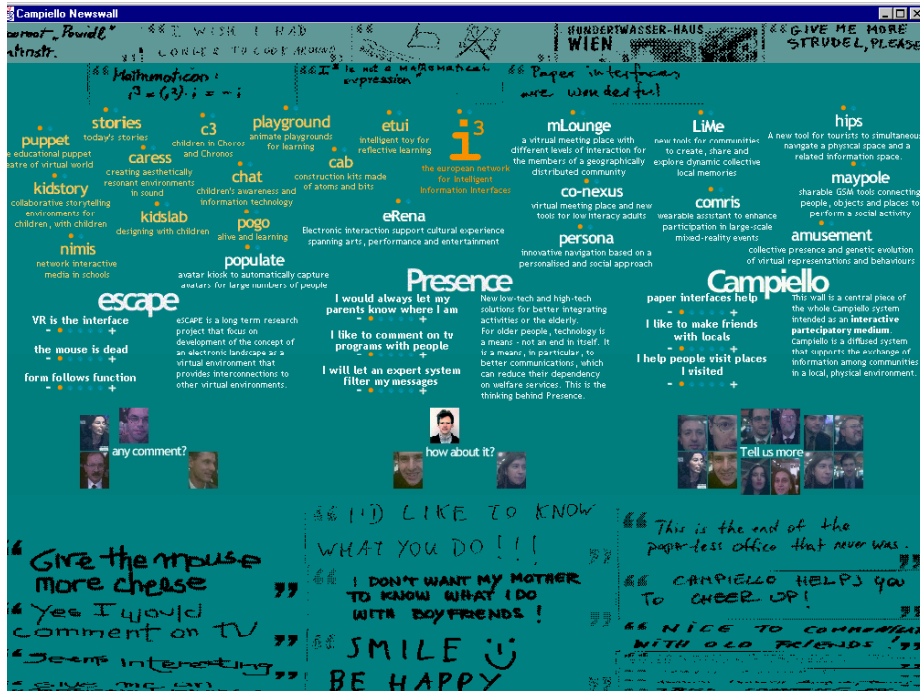 Campiello Newswall
I WISH I HAD
LONGER TO LOOK AROUND
HUNDERTWASSER-HAUS
WIEN
GIVE ME MORE
STRUDEL, PLEASE
Mathematicon:
is not a mathematical
expression"
Paper interfaces
are wonderful
puppet
educational puppet
theatre of virtual world
stories
today's stories
c3
children in Choros
and Chronos
playground
animate playgrounds
for learning
etui
intelligent toy for
reflective learning
i3
the european network
for Intelligent
Information Interfaces
mLounge
a vitrual meeting place with
different levels of interaction for
the members of a geographically
distributed community
LiMe
new tools for communities
to create, share and
explore dynamic collective
local memories
hips
A new tool for tourists to simultaneou
navigate a physical space and a
related information space.
caress
creating aesthetically
resonant environments
in sound
chat
children's awareness and
information technology
cab
construction kits made
of atoms and bits
kidstory
collaborative storytelling
environments for
children, with children
kidslab
designing with children
pogo
alive and learning
eRena
Electronic interaction support cultural experience
spanning arts, performance and entertainment
co-nexus
virtual meeting place and new
tools for low literacy adults
comris
wearable assistant to enhance
participation in large-scale
mixed-reality events
maypole
sharable GSM tools connecting
people, objects and places to
perform a social activity
nimis
network interactive
media in schools
populate
avatar kiosk to automatically capture
avatars for large numbers of people
persona
innovative navigation based on a
personalised and social approach
amusement
collective presence and genetic evolution
of virtual representations and behaviours
escape
VR is the interface
- +
the mouse is dead
- +
form follows function
- +
eSCAPE is a long term research
project that focus on
development of the concept of
an electronic landscape as a
virtual environment that
provides interconnections to
other virtual environments.
Presence
I would always let my
parents know where I am
- +
I like to comment on tv
programs with people
- +
I will let an expert system
filter my messages
- +
New low-tech and high-tech
solutions for better integrating
activities or the elderly.
For older people, technology is
a means - not an end in itself. It
is a means, in particular, to
better communications, which
can reduce their dependency
on welfare services. This is the
thinking behind Presence.
Campiello
paper interfaces help
- +
I like to make friends
with locals
- +
I help people visit places
I visited
- +
This wall is a central piece of
the whole Campiello system
intended as an interactive
partecipatory medium.
Campiello is a diffused system
that supports the exchange of
information among communities
in a local, physical environment.
any comment?
how about it?
Tell us more
Give the mouse
more cheese
Yes I would
comment on TV
Seems interesting
I'D LIKE TO KNOW
WHAT YOU DO!!!
I DON'T WANT MY MOTHER
TO KNOW WHAT I DO
WITH BOYFRIENDS!
SMILE
BE HAPPY
This is the end of the
paper-less office that never was.
CAMPIELLO HELPS YOU
TO CHEER UP!
NICE TO COMMUNICAT
WITH OLD FRIENDS!